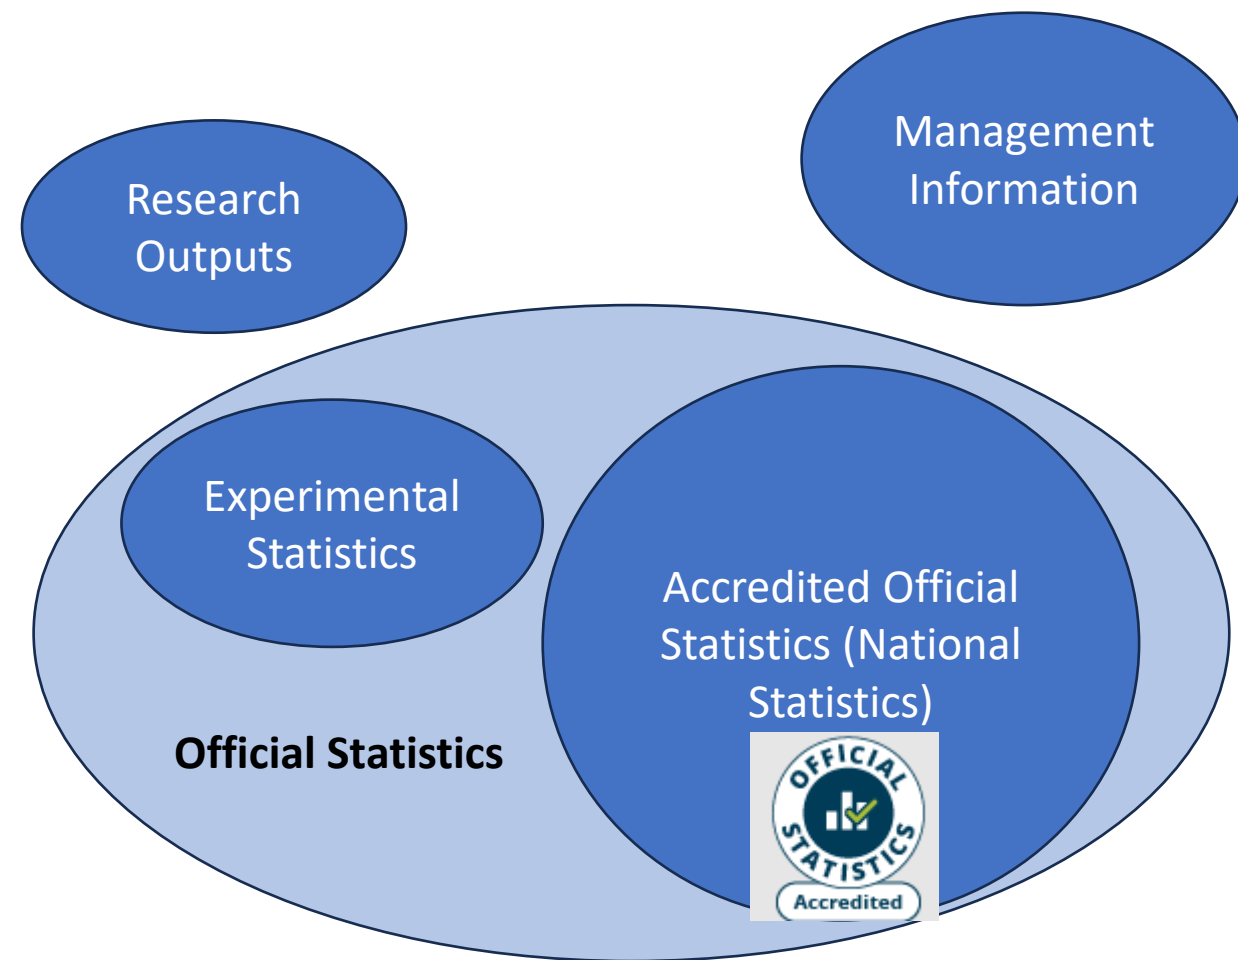 Management
Information
Research
Outputs
Experimental
Statistics
Accredited Official
Statistics (National
Statistics)
Official Statistics
OFFICIAL
STATISTICS
Accredited